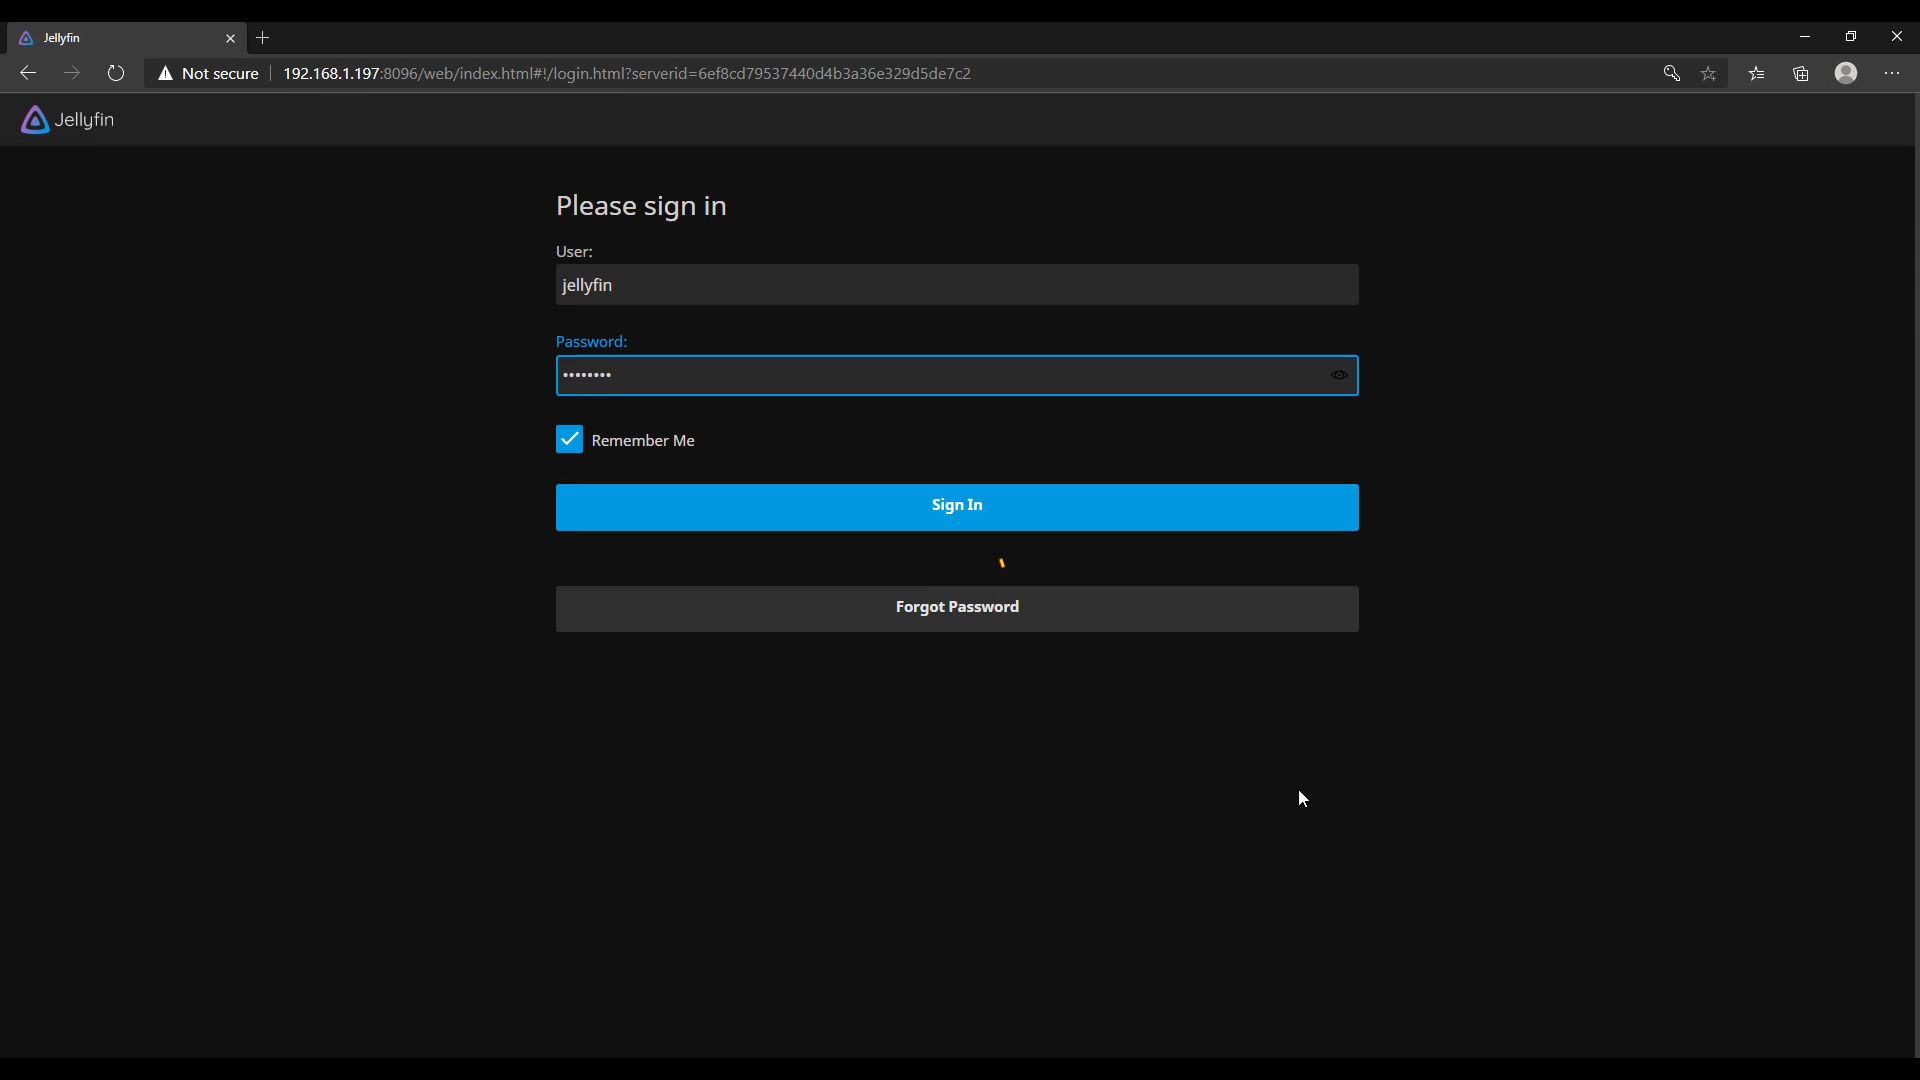 Jellyfin
Not secure
192.168.1.197:8096/web/index.html#!/login.html?serverid=6ef8cd79537440d4b3a36e329d5de7c2
Jellyfin
Please sign in
User:
jellyfin
Password:
••••••••
Remember Me
Sign In
Forgot Password